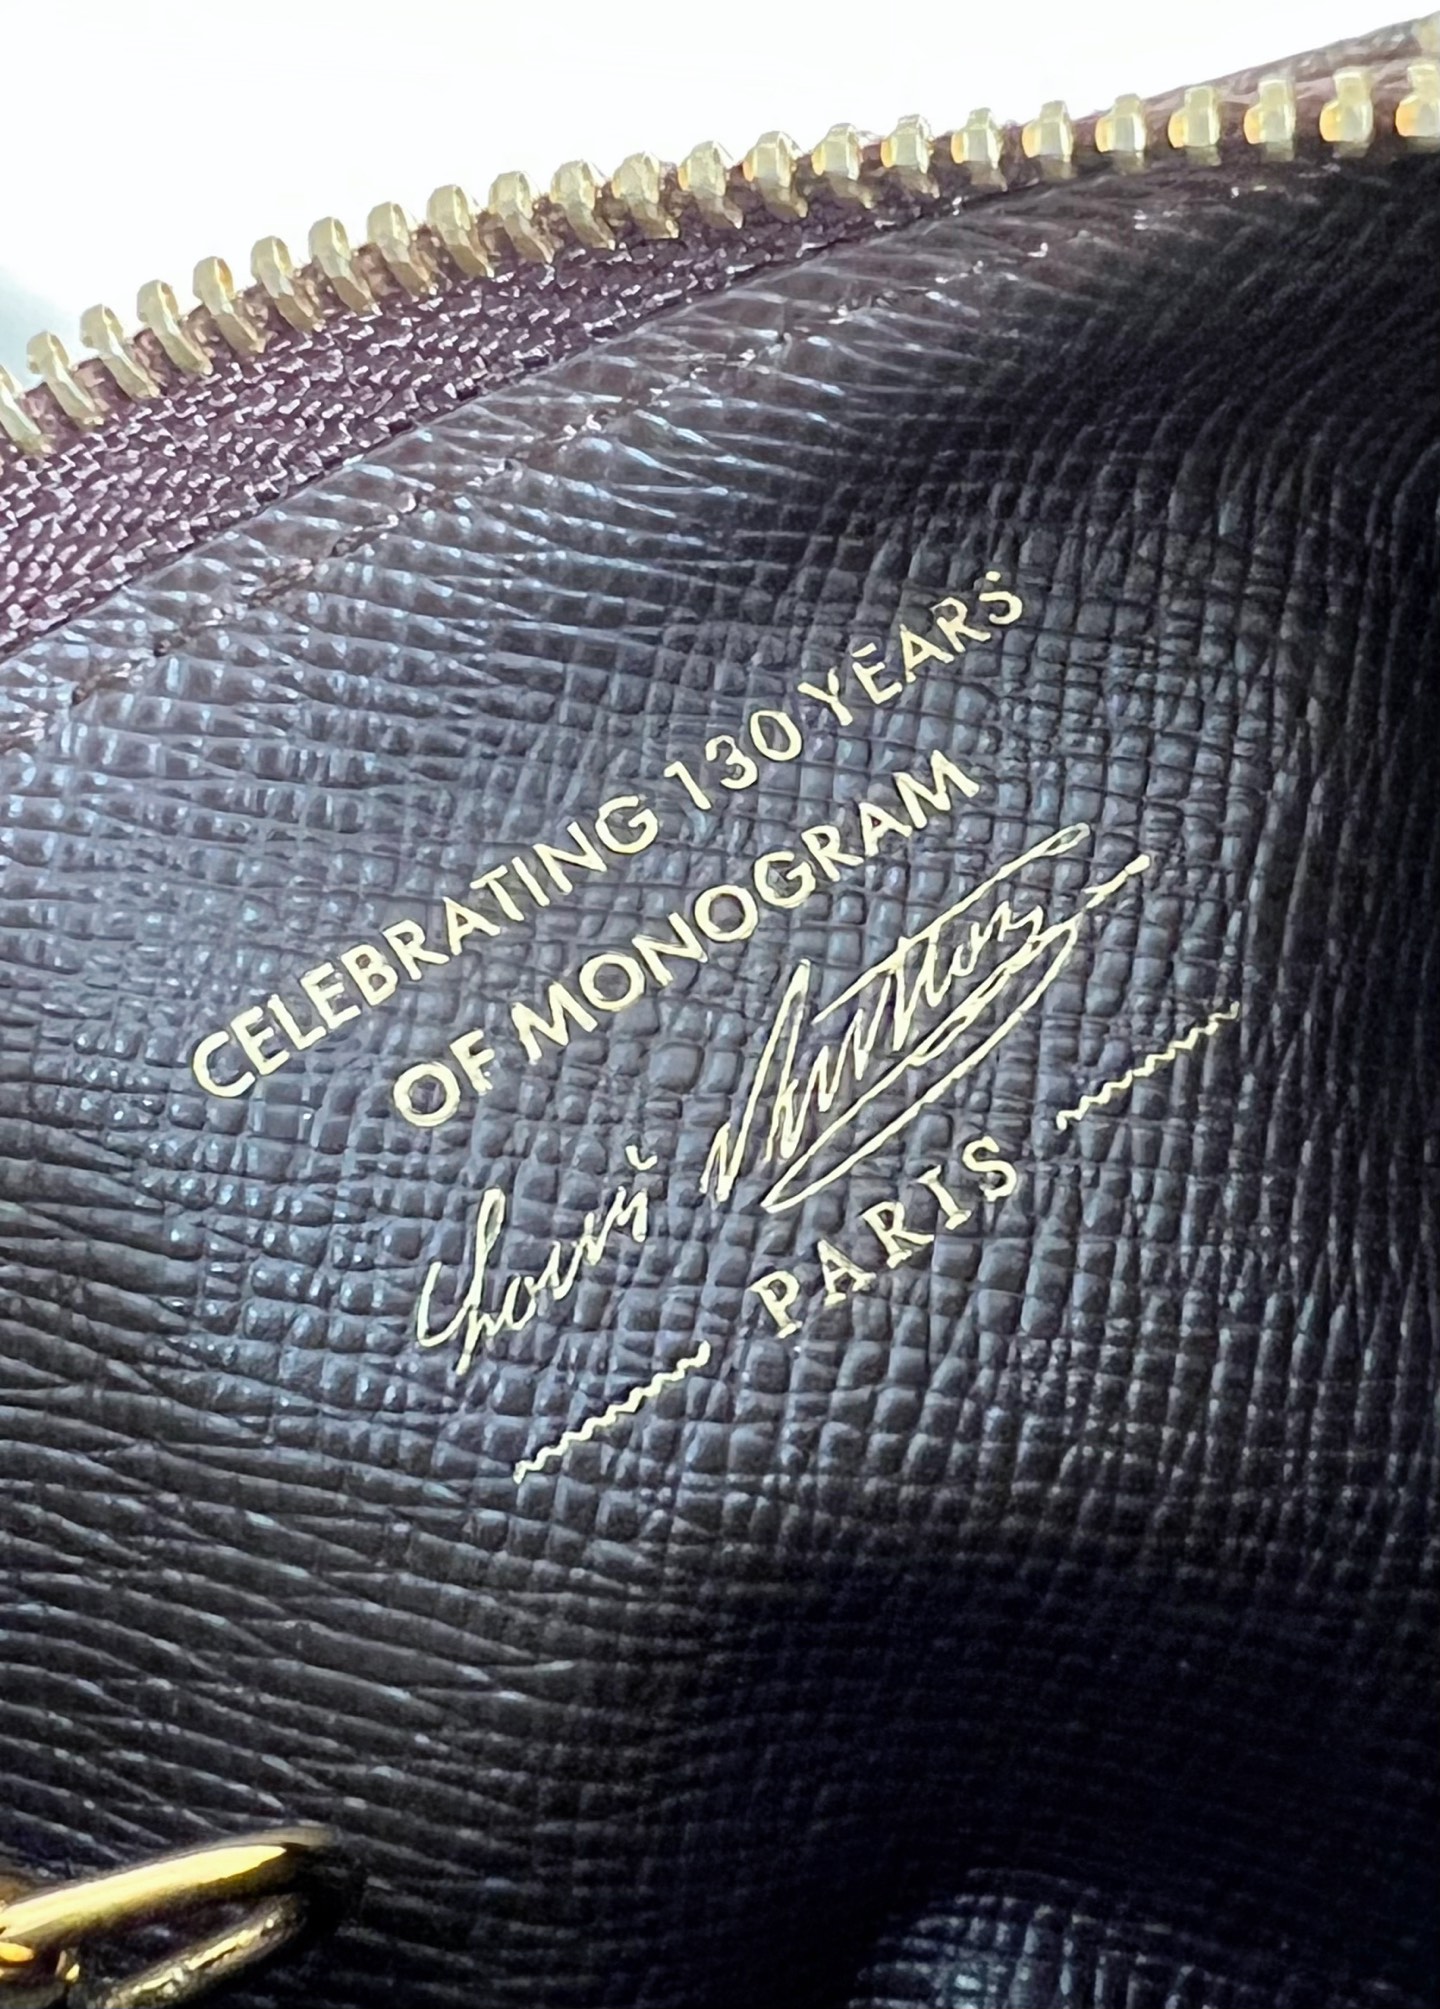 CELEBRATING 130 YEARS
OF MONOGRAM
Louis Vuitton
PARIS